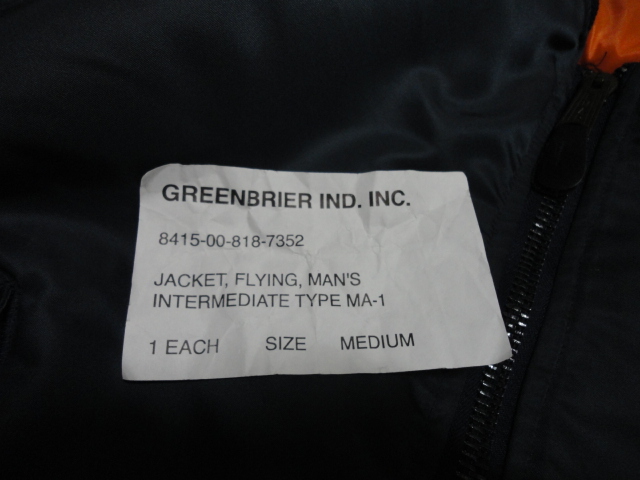 GREENBRIER IND. INC.
8415-00-818-7352
JACKET, FLYING, MAN'S
INTERMEDIATE TYPE MA-1
1 EACH SIZE MEDIUM